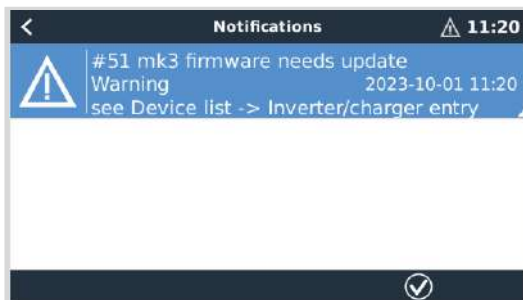 Notifications
11:20
#51 mk3 firmware needs update
Warning
2023-10-01 11:20
see Device list -> Inverter/charger entry